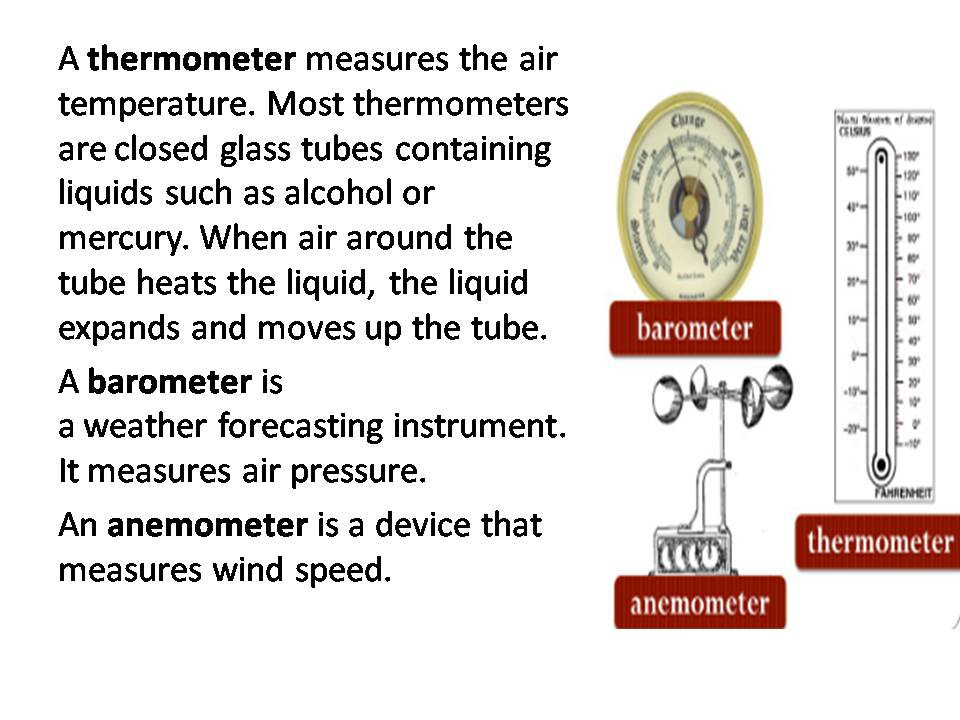 A thermometer measures the air
temperature. Most thermometers
are closed glass tubes containing
liquids such as alcohol or
mercury. When air around the
tube heats the liquid, the liquid
expands and moves up the tube.
A barometer is
a weather forecasting instrument.
It measures air pressure.
An anemometer is a device that
measures wind speed.
Rain Change Fair
Stormy Very Dry
barometer
anemometer
CELSIUS
50°
40°
30°
20°
10°
0°
-10°
-20°
130°
120°
110°
100°
90°
80°
70°
60°
50°
40°
30°
20°
10°
0°
-10°
FAHRENHEIT
thermometer